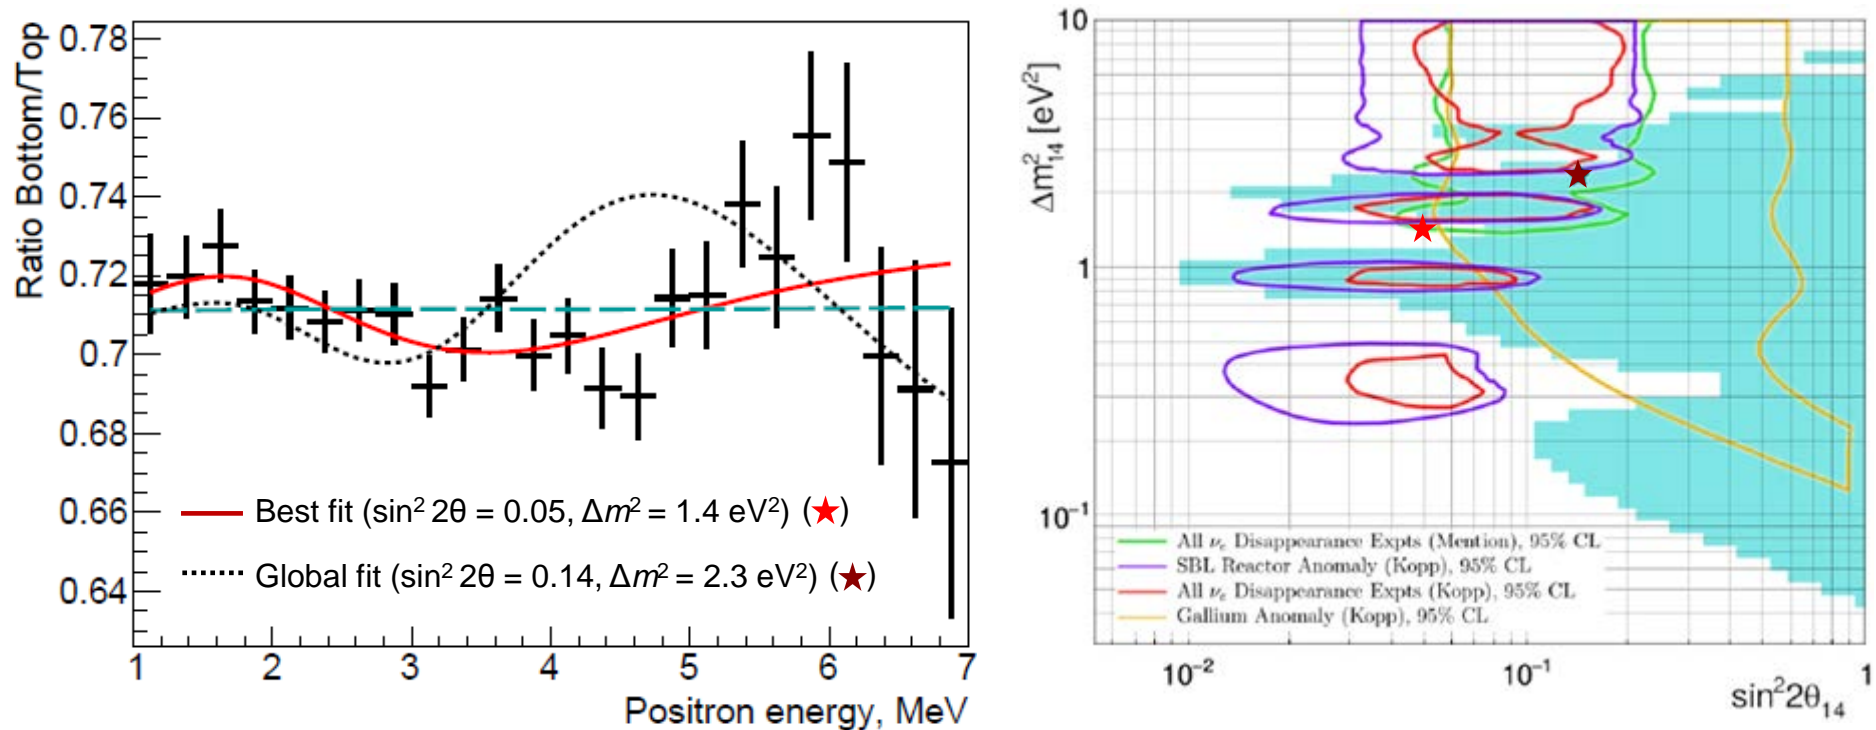 Ratio Bottom/Top
0.78
0.76
0.74
0.72
0.7
0.68
0.66
0.64
Best fit (sin² 2θ = 0.05, Δm² = 1.4 eV²) (★)
Global fit (sin² 2θ = 0.14, Δm² = 2.3 eV²) (★)
1 2 3 4 5 6 7
Positron energy, MeV
Δm²₁₄ [eV²]
10
1
10⁻¹
All νₑ Disappearance Expts (Mention), 95% CL
SBL Reactor Anomaly (Kopp), 95% CL
All νₑ Disappearance Expts (Kopp), 95% CL
Gallium Anomaly (Kopp), 95% CL
10⁻² 10⁻¹ 1
sin²2θ₁₄